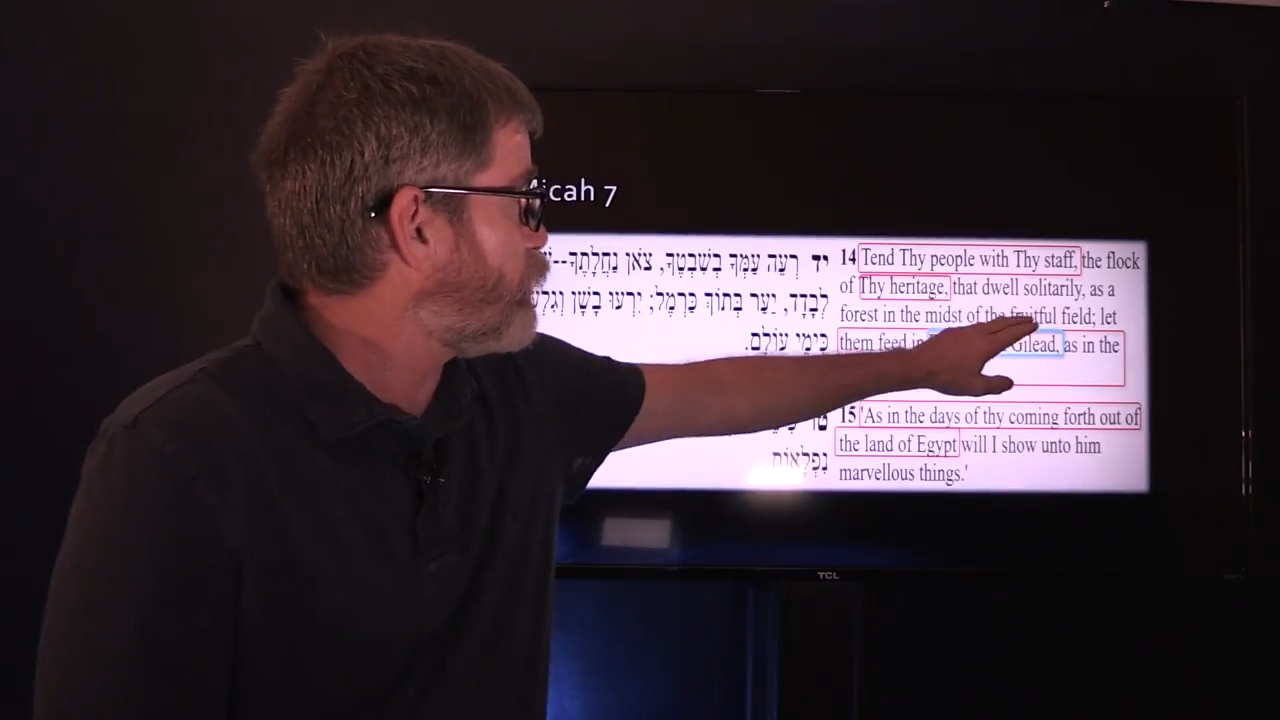 Micah 7
יד רְעֵה עַמְּךָ בְשִׁבְטֶךָ, צֹאן נַחֲלָתֶךָ--
לְבָדָד, יַעַר בְּתוֹךְ כַּרְמֶל; יִרְעוּ בָשָׁן
כִּימֵי עוֹלָם.
טו
נִפְלָאוֹת
14 Tend Thy people with Thy staff, the flock
of Thy heritage, that dwell solitarily, as a
forest in the midst of the fruitful field; let
them feed in Gilead, as in the
15 'As in the days of thy coming forth out of
the land of Egypt will I show unto him
marvellous things.'
TCL